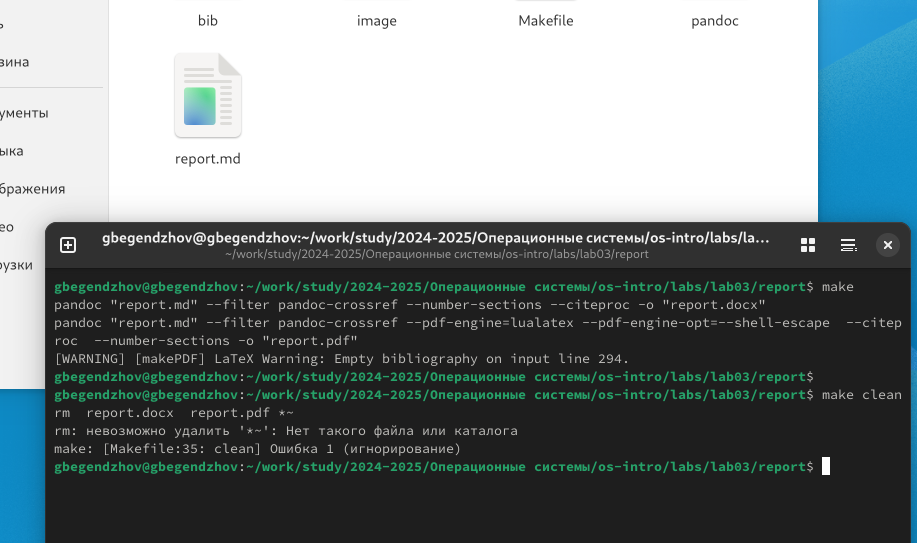 bib image Makefile pandoc
ь
зина
ументы
report.md
ыка
бражения
ео
рузки
gbegendzhov@gbegendzhov:~/work/study/2024-2025/Операционные системы/os-intro/labs/la...
~/work/study/2024-2025/Операционные системы/os-intro/labs/lab03/report
gbegendzhov@gbegendzhov:~/work/study/2024-2025/Операционные системы/os-intro/labs/lab03/report$ make
pandoc "report.md" --filter pandoc-crossref --number-sections --citeproc -o "report.docx"
pandoc "report.md" --filter pandoc-crossref --pdf-engine=lualatex --pdf-engine-opt=--shell-escape  --citep
roc  --number-sections -o "report.pdf"
[WARNING] [makePDF] LaTeX Warning: Empty bibliography on input line 294.
gbegendzhov@gbegendzhov:~/work/study/2024-2025/Операционные системы/os-intro/labs/lab03/report$
gbegendzhov@gbegendzhov:~/work/study/2024-2025/Операционные системы/os-intro/labs/lab03/report$ make clean
rm  report.docx  report.pdf *~
rm: невозможно удалить '*~': Нет такого файла или каталога
make: [Makefile:35: clean] Ошибка 1 (игнорирование)
gbegendzhov@gbegendzhov:~/work/study/2024-2025/Операционные системы/os-intro/labs/lab03/report$